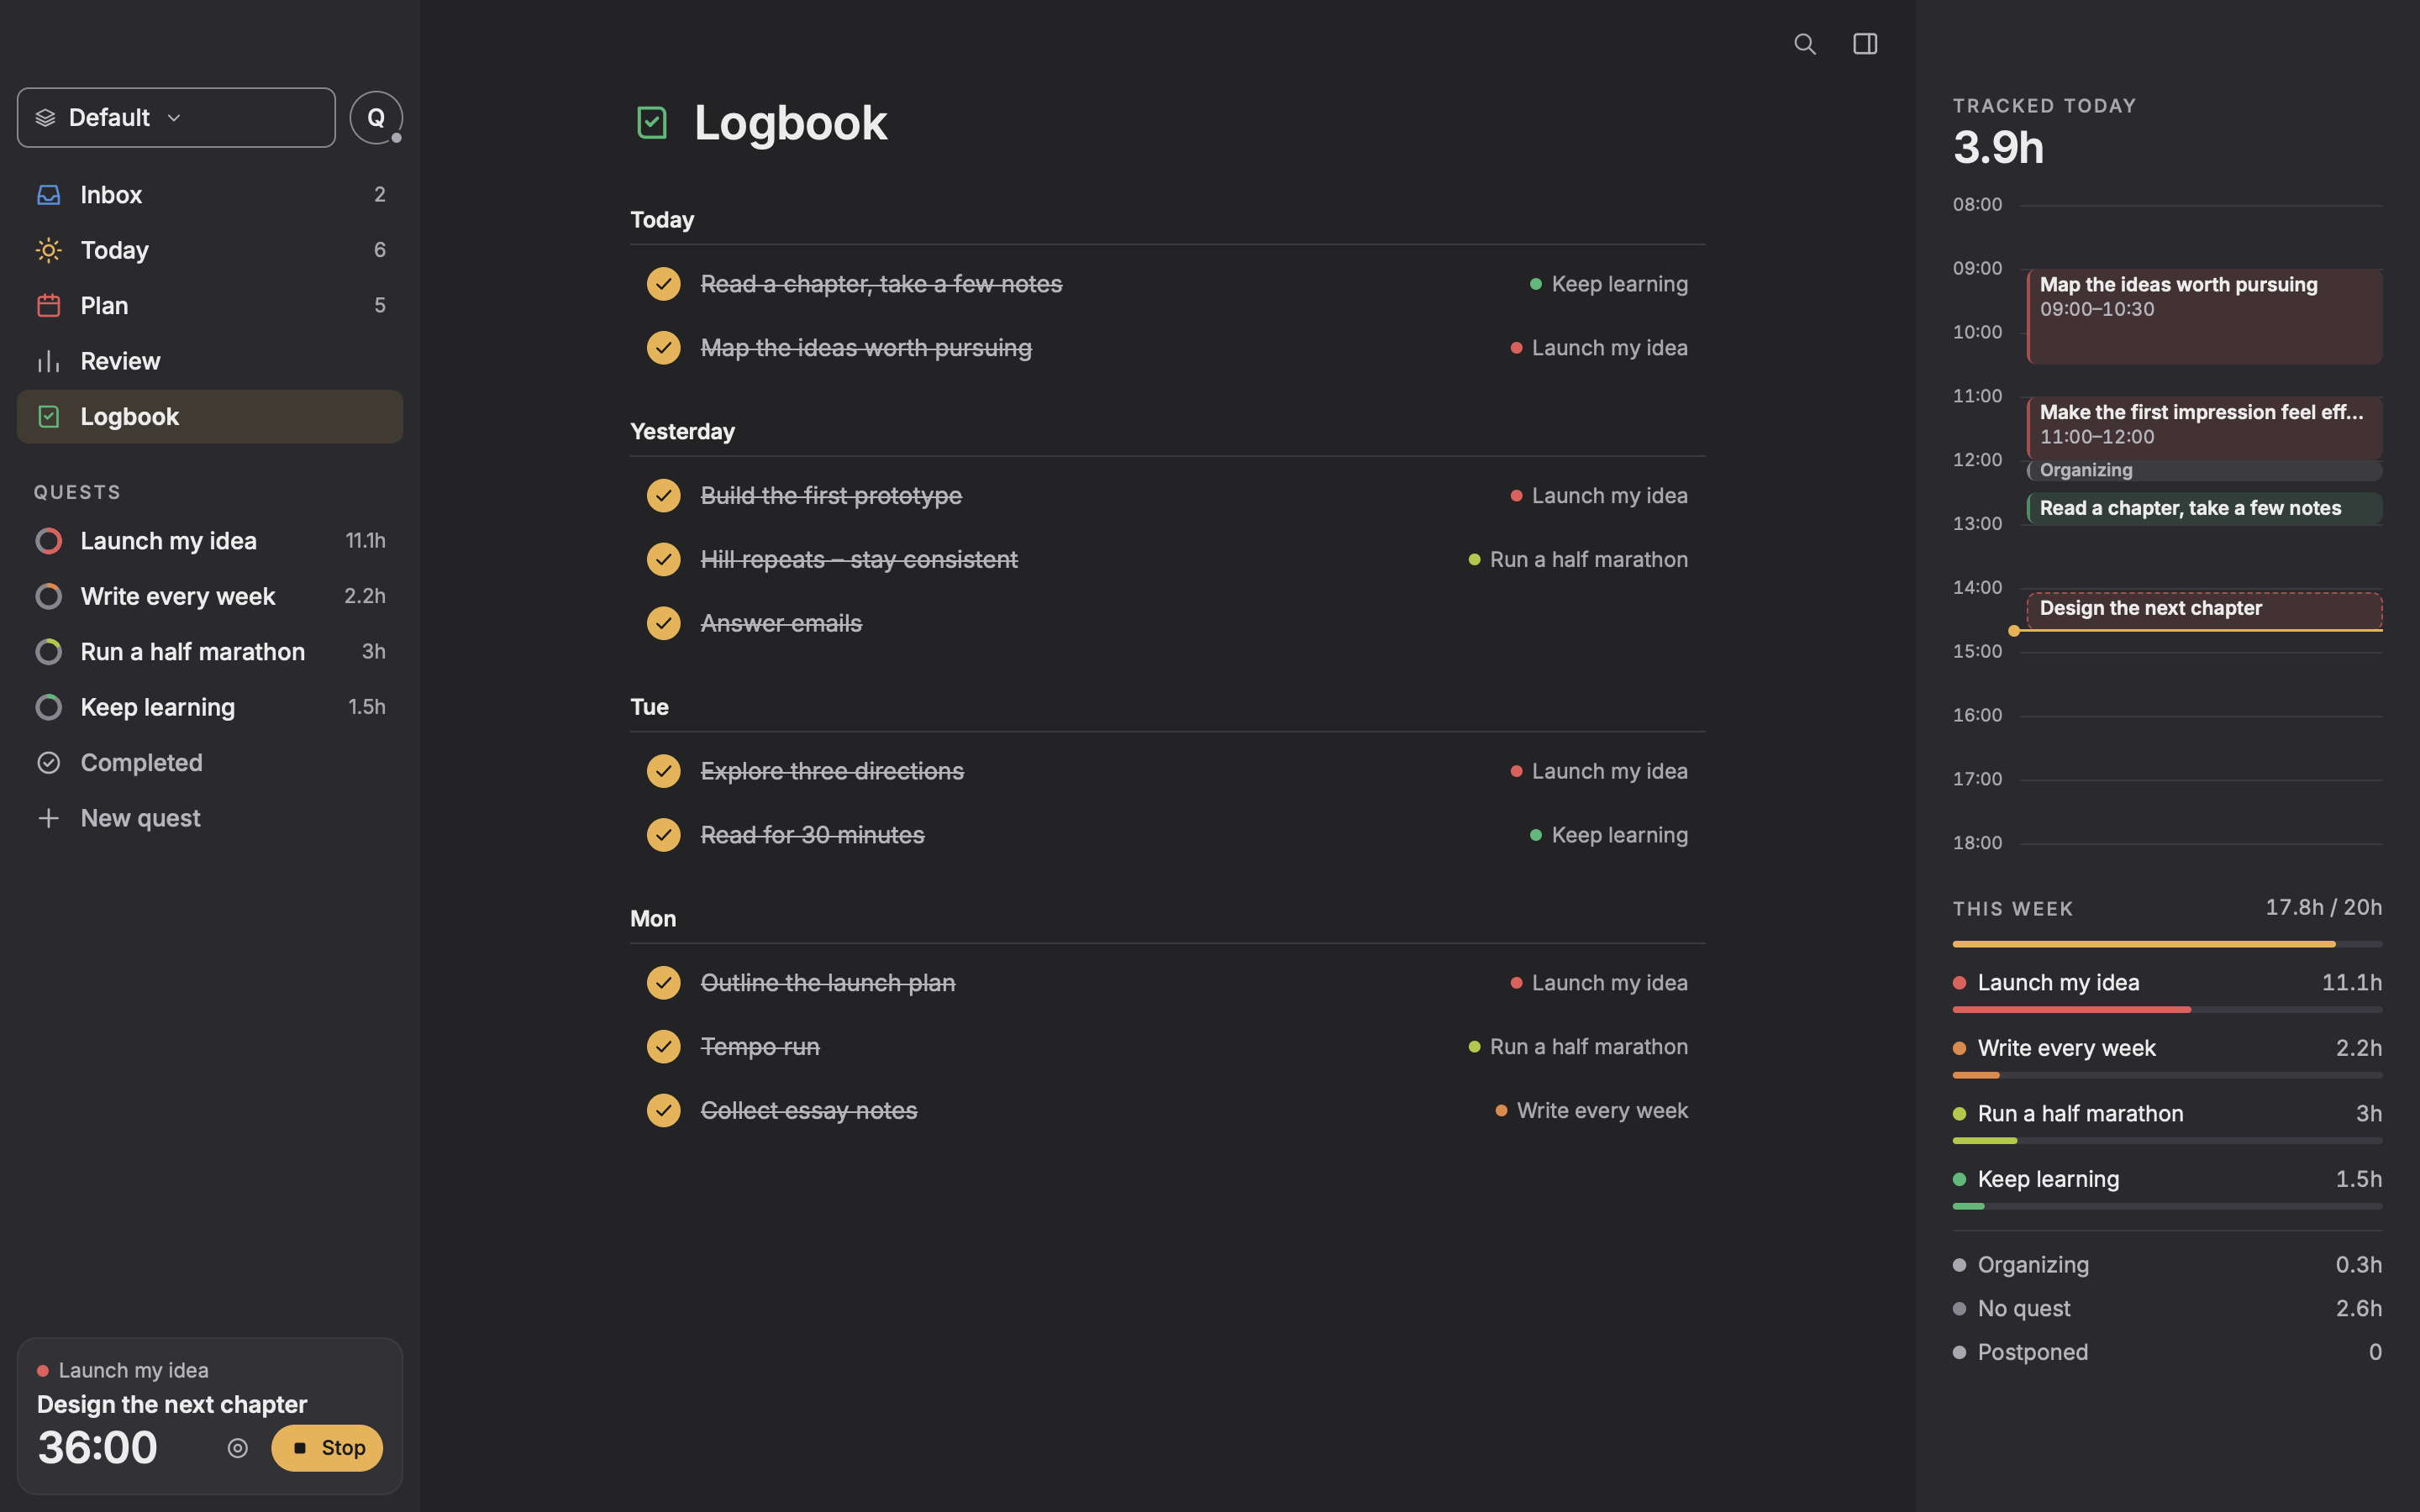 Default
Q
Inbox 2
Today 6
Plan 5
Review
Logbook
QUESTS
Launch my idea 11.1h
Write every week 2.2h
Run a half marathon 3h
Keep learning 1.5h
Completed
New quest
Launch my idea
Design the next chapter
36:00 Stop
Logbook
Today
Read a chapter, take a few notes Keep learning
Map the ideas worth pursuing Launch my idea
Yesterday
Build the first prototype Launch my idea
Hill repeats – stay consistent Run a half marathon
Answer emails
Tue
Explore three directions Launch my idea
Read for 30 minutes Keep learning
Mon
Outline the launch plan Launch my idea
Tempo run Run a half marathon
Collect essay notes Write every week
TRACKED TODAY
3.9h
08:00
09:00
Map the ideas worth pursuing
09:00–10:30
10:00
11:00
Make the first impression feel eff...
11:00–12:00
12:00
Organizing
Read a chapter, take a few notes
13:00
14:00
Design the next chapter
15:00
16:00
17:00
18:00
THIS WEEK 17.8h / 20h
Launch my idea 11.1h
Write every week 2.2h
Run a half marathon 3h
Keep learning 1.5h
Organizing 0.3h
No quest 2.6h
Postponed 0